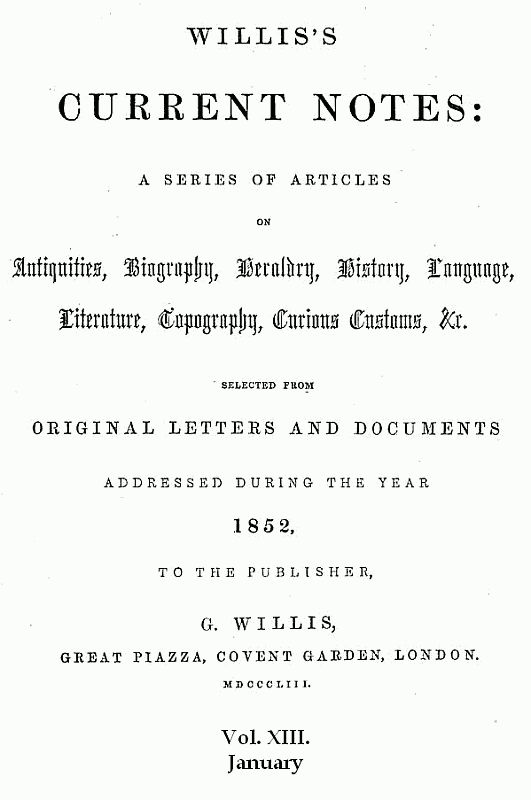 WILLIS'S
CURRENT NOTES:
A SERIES OF ARTICLES
ON
Antiquities, Biography, Heraldry, History, Language,
Literature, Topography, Curious Customs, &c.
SELECTED FROM
ORIGINAL LETTERS AND DOCUMENTS
ADDRESSED DURING THE YEAR
1852,
TO THE PUBLISHER,
G. WILLIS,
GREAT PIAZZA, COVENT GARDEN, LONDON.
MDCCCLIII.
Vol. XIII.
January